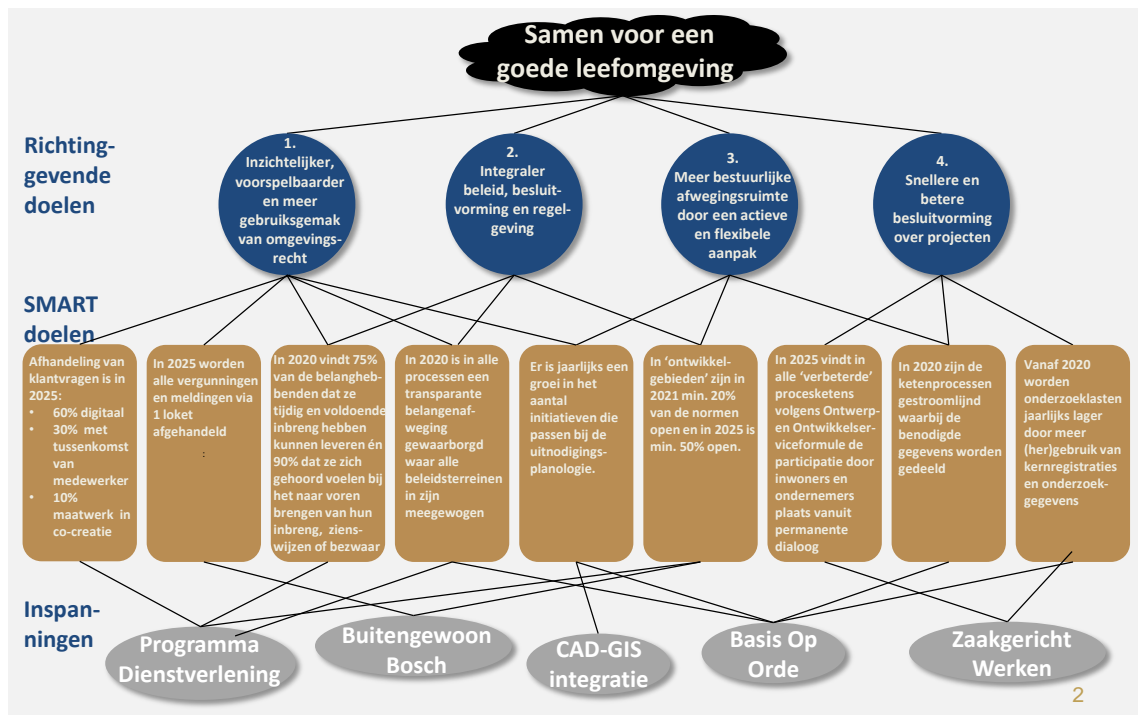 Samen voor een
goede leefomgeving
Richting-
gevende
doelen
1.
Inzichtelijker,
voorspelbaarder
en meer
gebruiksgemak
van omgevings-
recht
2.
Integraler
beleid, besluit-
vorming en regel-
geving
3.
Meer bestuurlijke
afwegingsruimte
door een actieve
en flexibele
aanpak
4.
Snellere en
betere
besluitvorming
over projecten
SMART
doelen
Afhandeling van
klantvragen is in
2025:
• 60% digitaal
• 30% met
tussenkomst
van
medewerker
• 10%
maatwerk in
co-creatie
In 2025 worden
alle vergunningen
en meldingen via
1 loket
afgehandeld
:
In 2020 vindt 75%
van de belangheb-
benden dat ze
tijdig en voldoende
inbreng hebben
kunnen leveren én
90% dat ze zich
gehoord voelen bij
het naar voren
brengen van hun
inbreng, ziens-
wijzen of bezwaar
In 2020 is in alle
processen een
transparante
belangenaf-
weging
gewaarborgd
waar alle
beleidsterreinen
in zijn
meegewogen
Er is jaarlijks een
groei in het
aantal
initiatieven die
passen bij de
uitnodigings-
planologie.
In ‘ontwikkel-
gebieden’ zijn in
2021 min. 20%
van de normen
open en in 2025 is
min. 50% open.
In 2025 vindt in
alle ‘verbeterde’
procesketens
volgens Ontwerp-
en Ontwikkelser-
viceformule de
participatie door
inwoners en
ondernemers
plaats vanuit
permanente
dialoog
In 2020 zijn de
ketenprocessen
gestroomlijnd
waarbij de
benodigde
gegevens worden
gedeeld
Vanaf 2020
worden
onderzoeklasten
jaarlijks lager
door meer
(her)gebruik van
kernregistraties
en onderzoek-
gegevens
Inspan-
ningen
Programma
Dienstverlening
Buitengewoon
Bosch
CAD-GIS
integratie
Basis Op
Orde
Zaakgericht
Werken
2